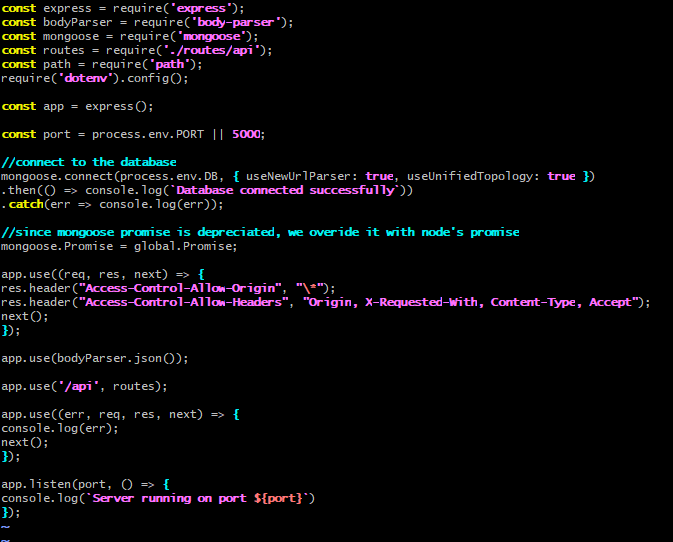 const express = require('express');
const bodyParser = require('body-parser');
const mongoose = require('mongoose');
const routes = require('./routes/api');
const path = require('path');
require('dotenv').config();
const app = express();
const port = process.env.PORT || 5000;
//connect to the database
mongoose.connect(process.env.DB, { useNewUrlParser: true, useUnifiedTopology: true })
.then(() => console.log(`Database connected successfully`))
.catch(err => console.log(err));
//since mongoose promise is depreciated, we overide it with node's promise
mongoose.Promise = global.Promise;
app.use((req, res, next) => {
res.header("Access-Control-Allow-Origin", "\*");
res.header("Access-Control-Allow-Headers", "Origin, X-Requested-With, Content-Type, Accept");
next();
});
app.use(bodyParser.json());
app.use('/api', routes);
app.use((err, req, res, next) => {
console.log(err);
next();
});
app.listen(port, () => {
console.log(`Server running on port ${port}`)
});
~
~